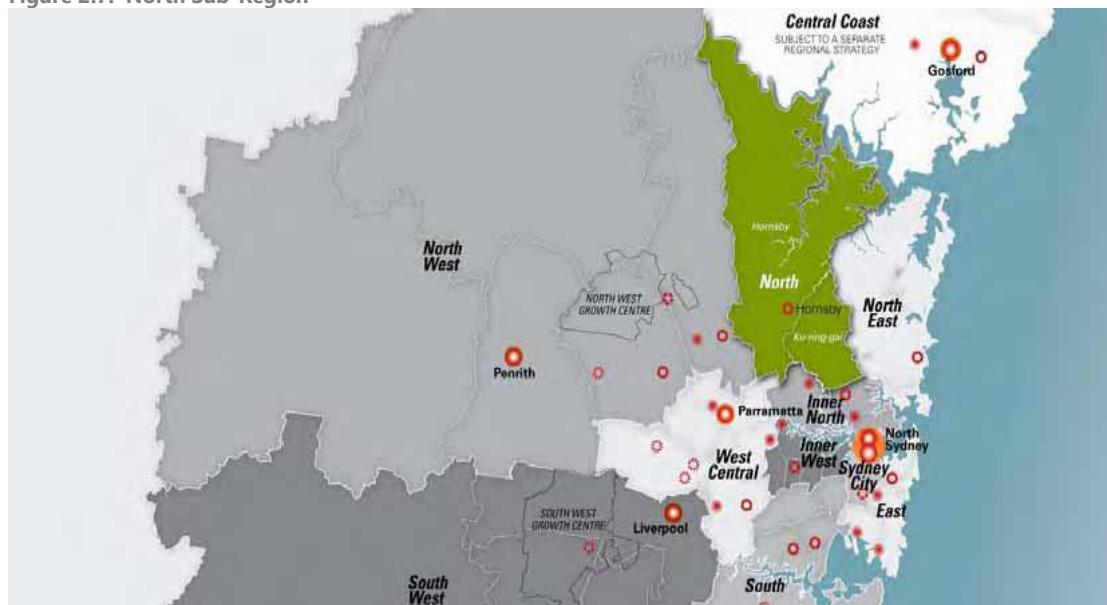 Figure 2.7: North Sub-Region
Central Coast
SUBJECT TO A SEPARATE
REGIONAL STRATEGY
Gosford
Hornsby
North
West
North
NORTH WEST
GROWTH CENTRE
Hornsby
North
East
Ku-ring-gai
Penrith
Parramatta
Inner
North
North
Sydney
West
Central
Inner
West
Sydney
City
East
SOUTH WEST
GROWTH CENTRE
Liverpool
South
West
South